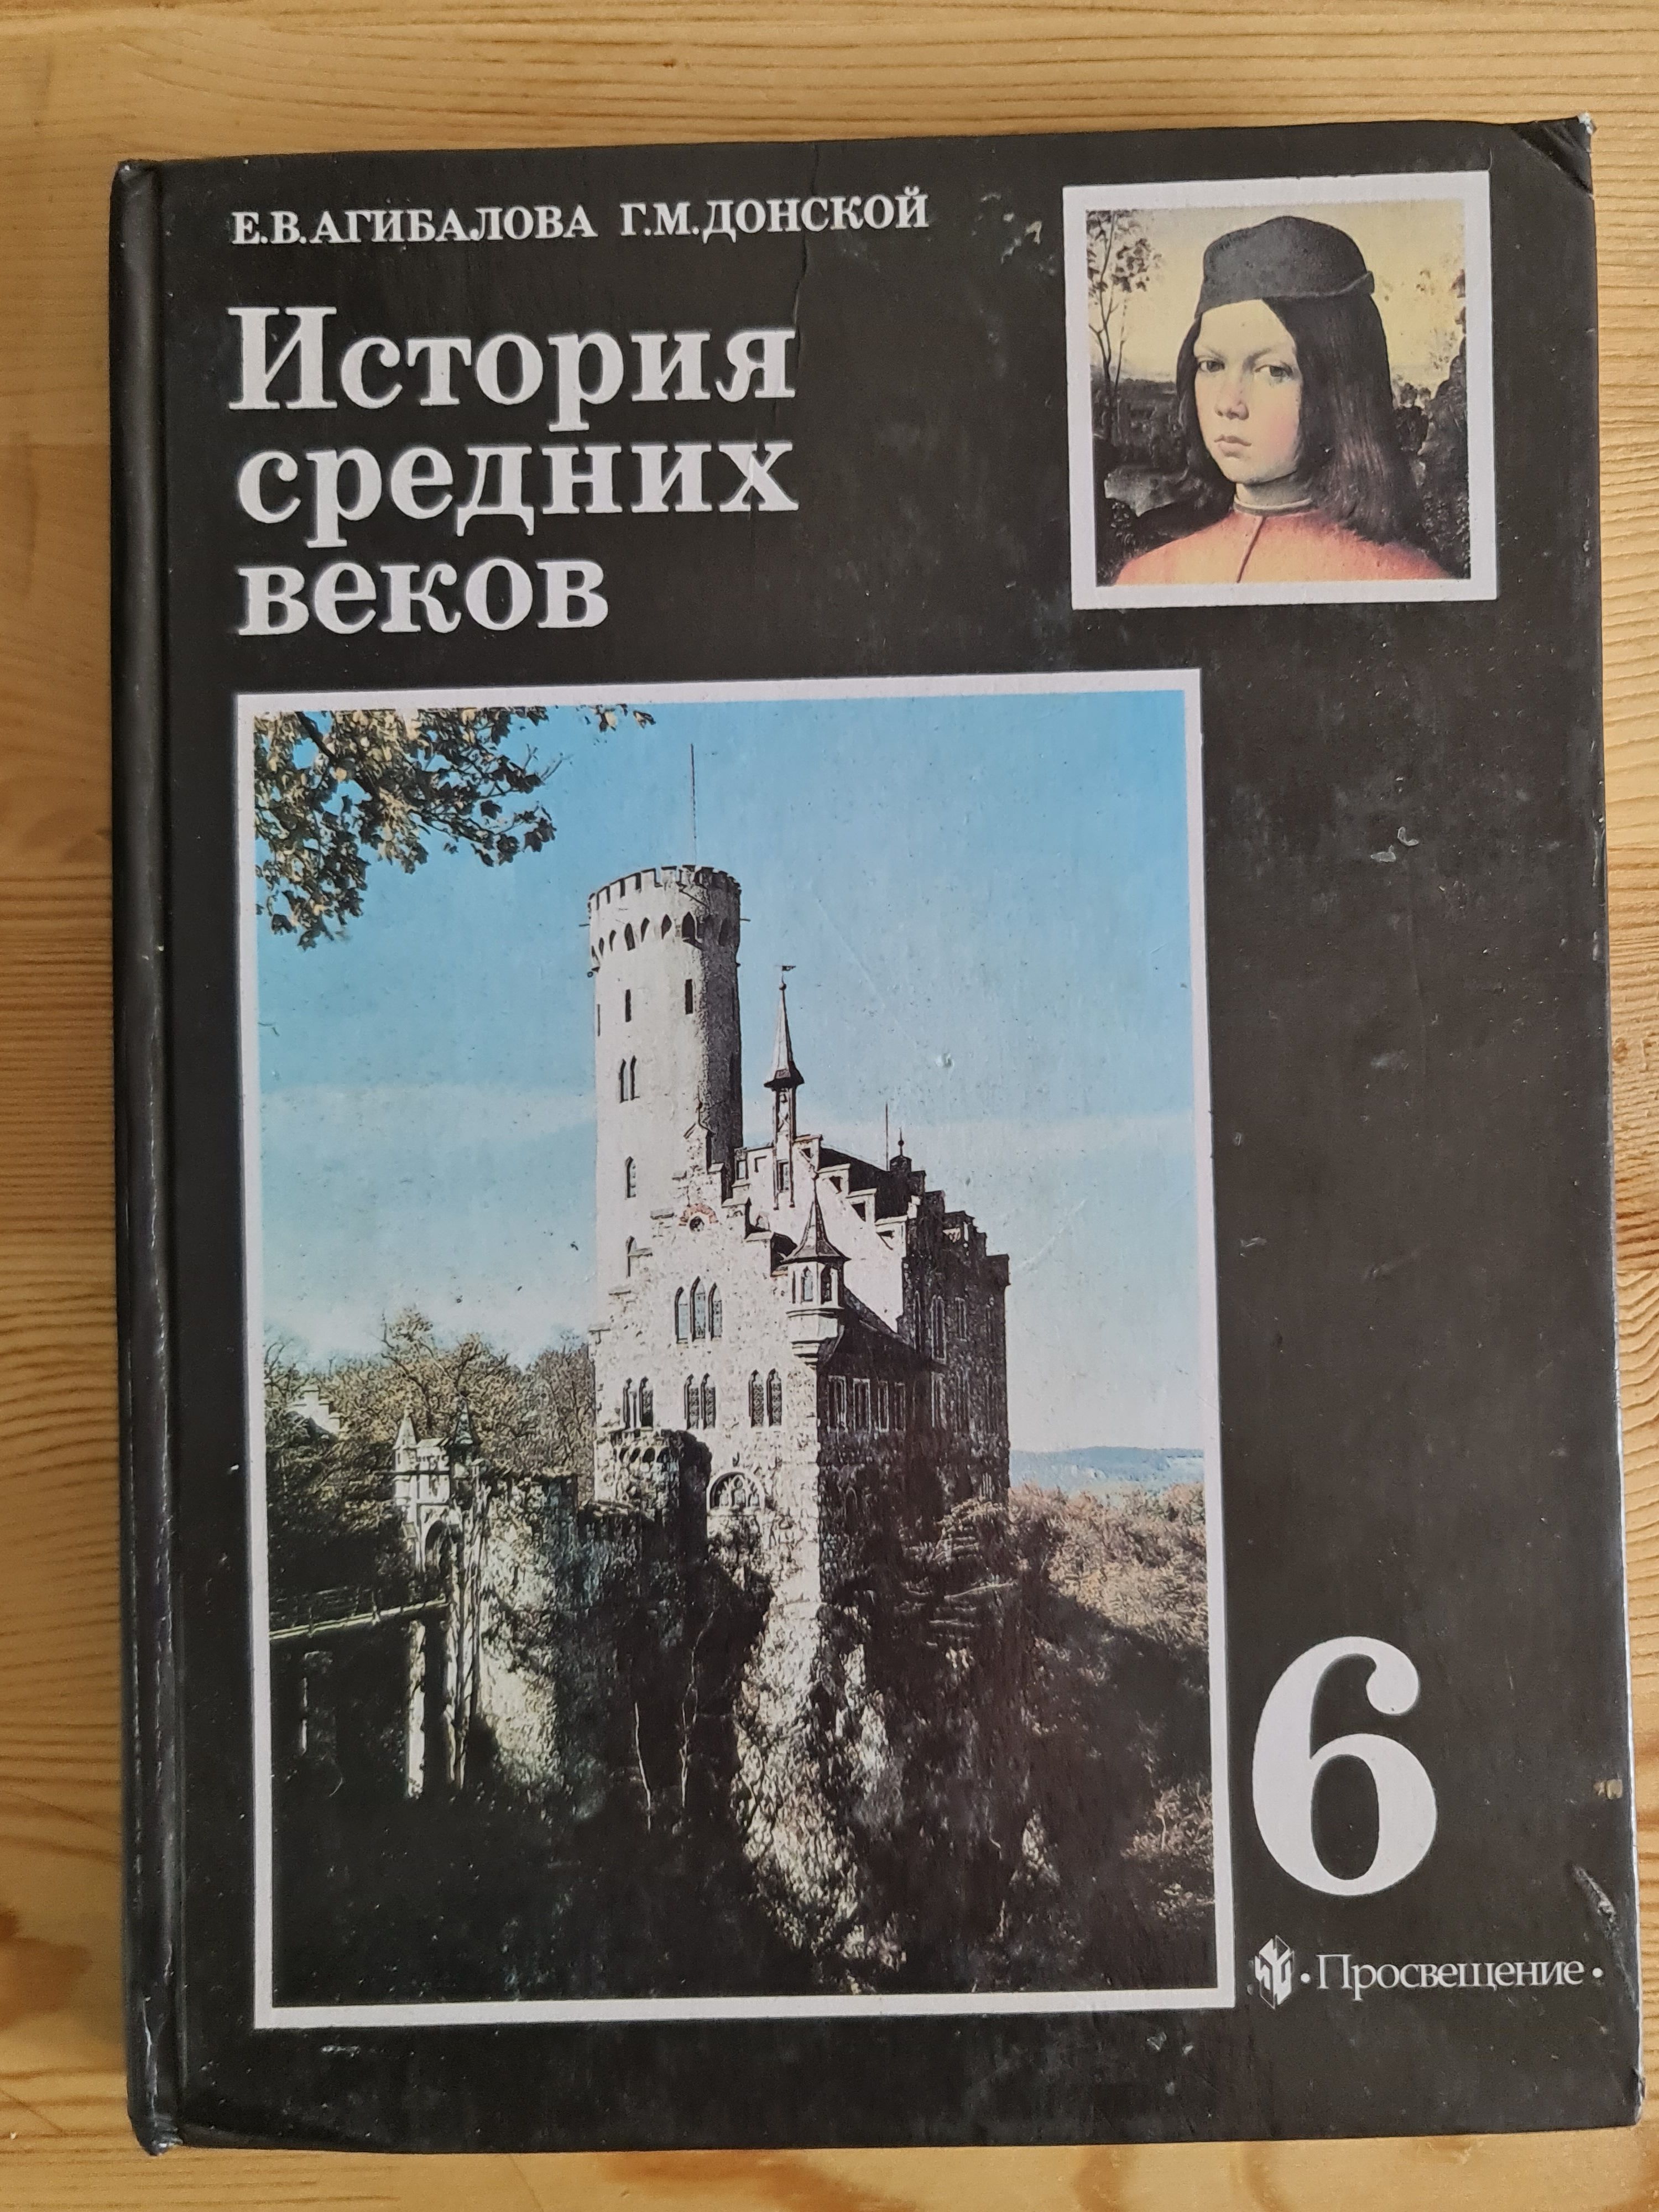 Е.В.АГИБАЛОВА Г.М.ДОНСКОЙ
История
средних
веков
6
•Просвещение•